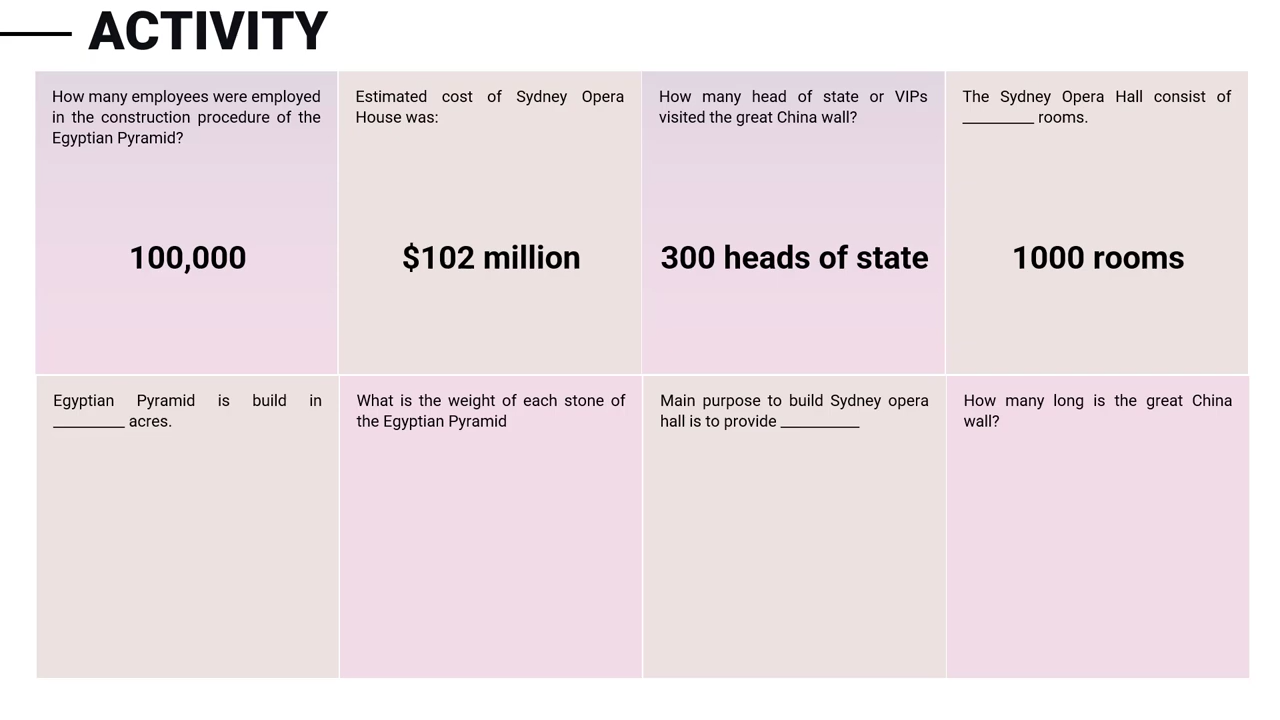 ACTIVITY
How many employees were employed
in the construction procedure of the
Egyptian Pyramid?
100,000
Estimated cost of Sydney Opera
House was:
$102 million
How many head of state or VIPs
visited the great China wall?
300 heads of state
The Sydney Opera Hall consist of
_________ rooms.
1000 rooms
Egyptian Pyramid is build in
_________ acres.
What is the weight of each stone of
the Egyptian Pyramid
Main purpose to build Sydney opera
hall is to provide __________
How many long is the great China
wall?